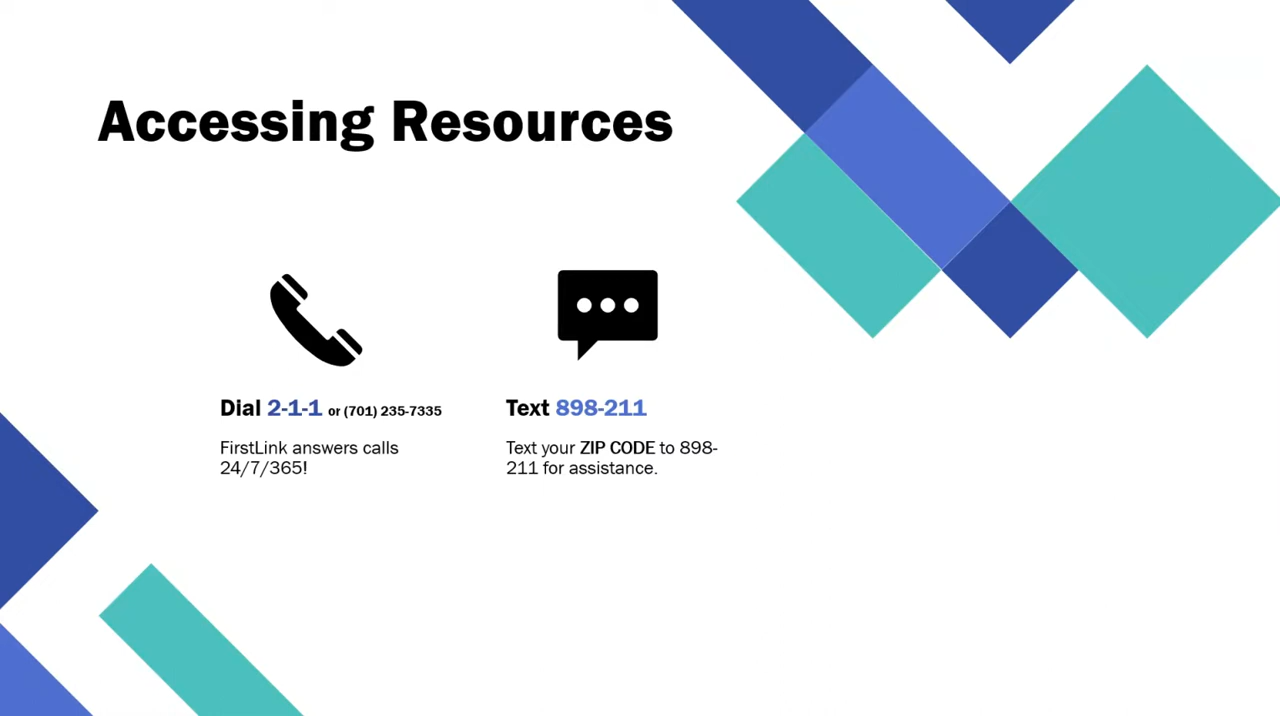 Accessing Resources
Dial 2-1-1 or (701) 235-7335
FirstLink answers calls
24/7/365!
Text 898-211
Text your ZIP CODE to 898-
211 for assistance.